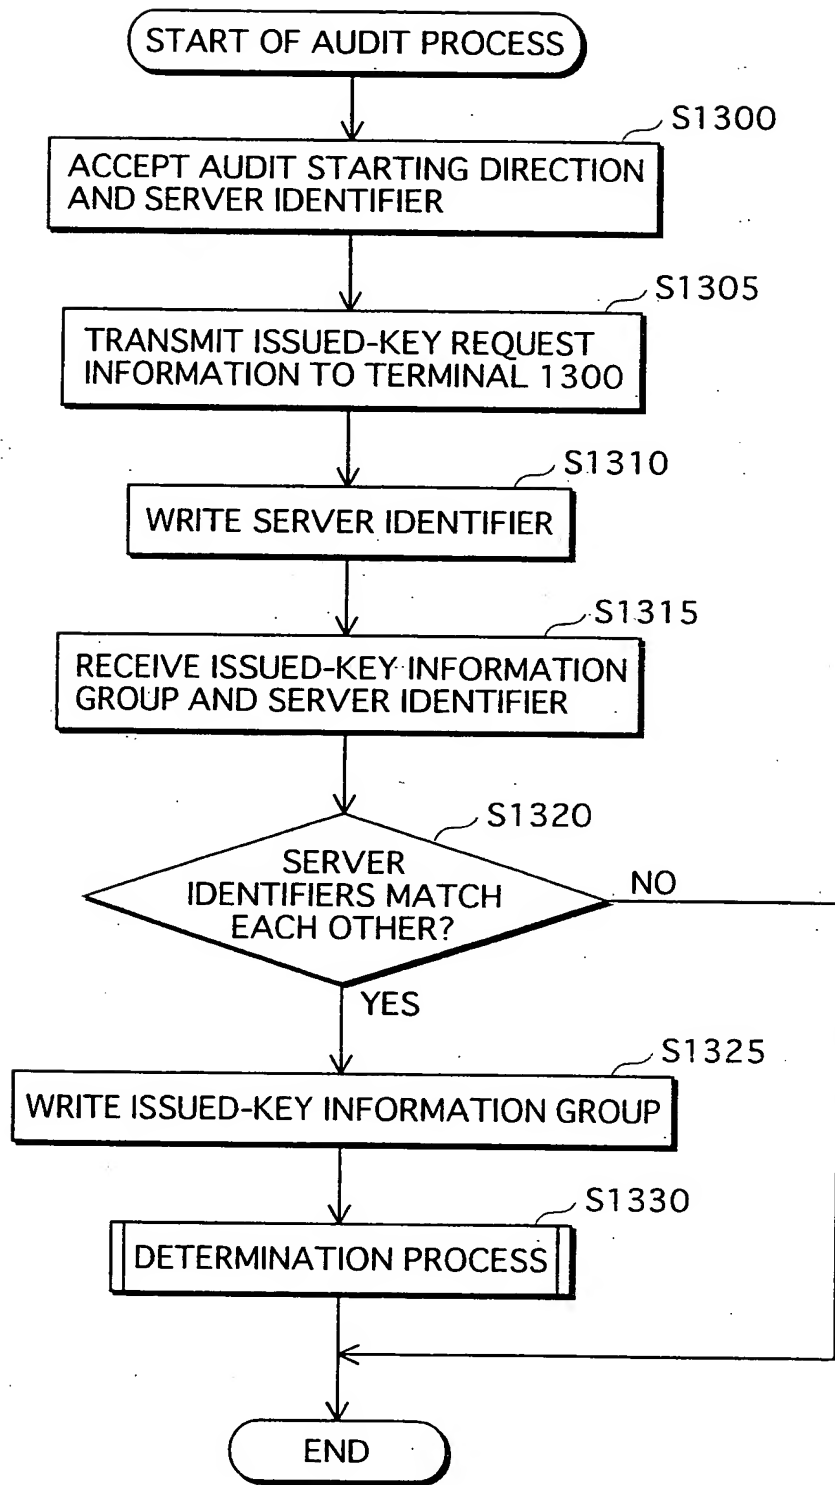 START OF AUDIT PROCESS
S1300
ACCEPT AUDIT STARTING DIRECTION
AND SERVER IDENTIFIER
S1305
TRANSMIT ISSUED-KEY REQUEST
INFORMATION TO TERMINAL 1300
S1310
WRITE SERVER IDENTIFIER
S1315
RECEIVE ISSUED-KEY INFORMATION
GROUP AND SERVER IDENTIFIER
S1320
SERVER
IDENTIFIERS MATCH
EACH OTHER?
NO
YES
S1325
WRITE ISSUED-KEY INFORMATION GROUP
S1330
DETERMINATION PROCESS
END